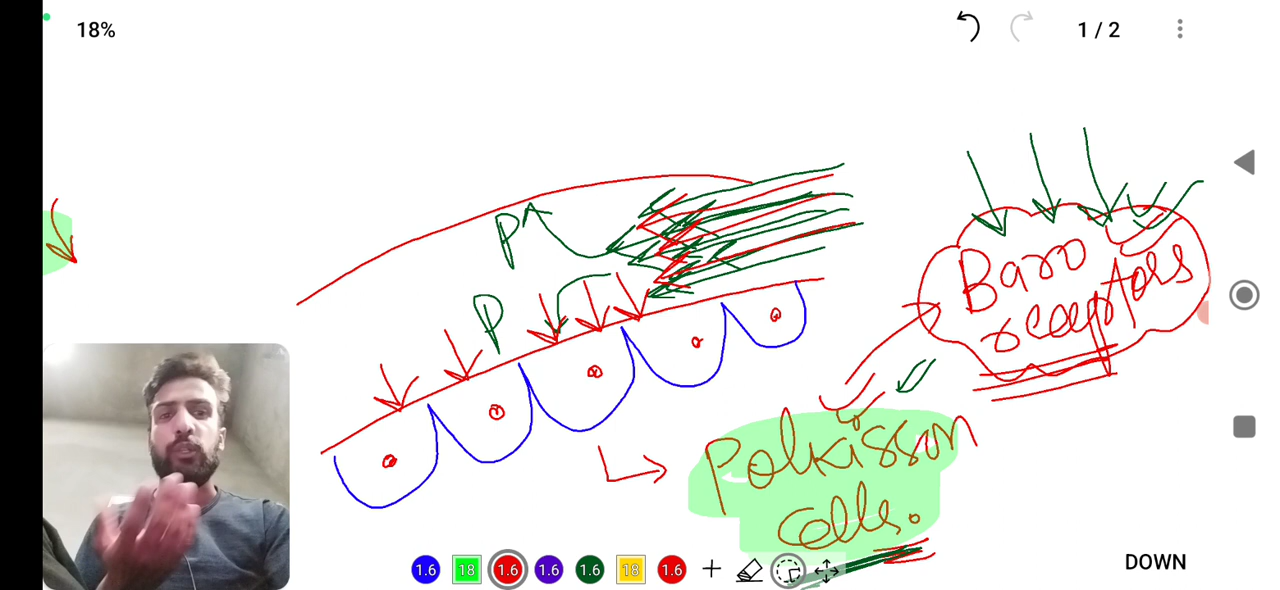 18%
1 / 2
P
P
Baro
receptors
Polkisson
Cells.
1.6 18 1.6 1.6 1.6 18 1.6 +
DOWN